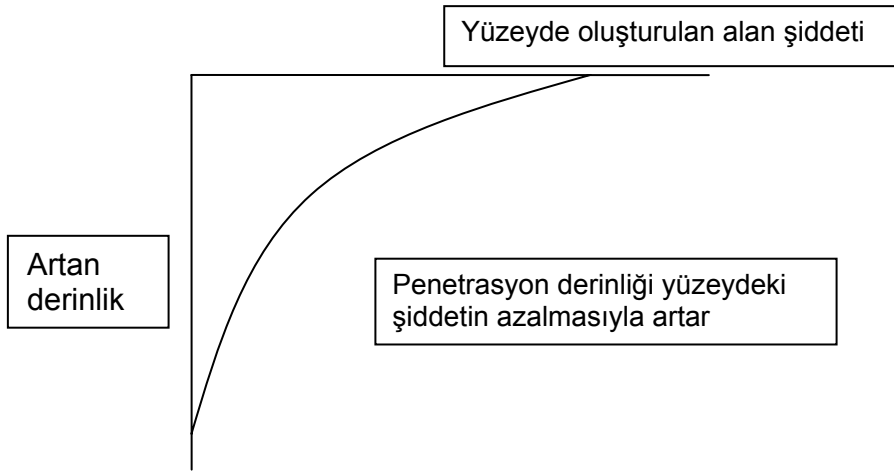 Yüzeyde oluşturulan alan şiddeti
Artan
derinlik
Penetrasyon derinliği yüzeydeki
şiddetin azalmasıyla artar